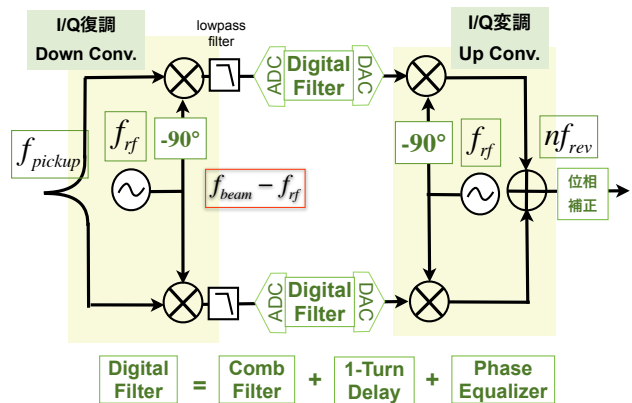 I/Q復調
Down Conv.
lowpass
filter
ADC
Digital
Filter
DAC
I/Q変調
Up Conv.
f_pickup
f_rf
-90°
f_beam − f_rf
-90°
f_rf
nf_rev
位相
補正
ADC
Digital
Filter
DAC
Digital
Filter
=
Comb
Filter
+
1-Turn
Delay
+
Phase
Equalizer